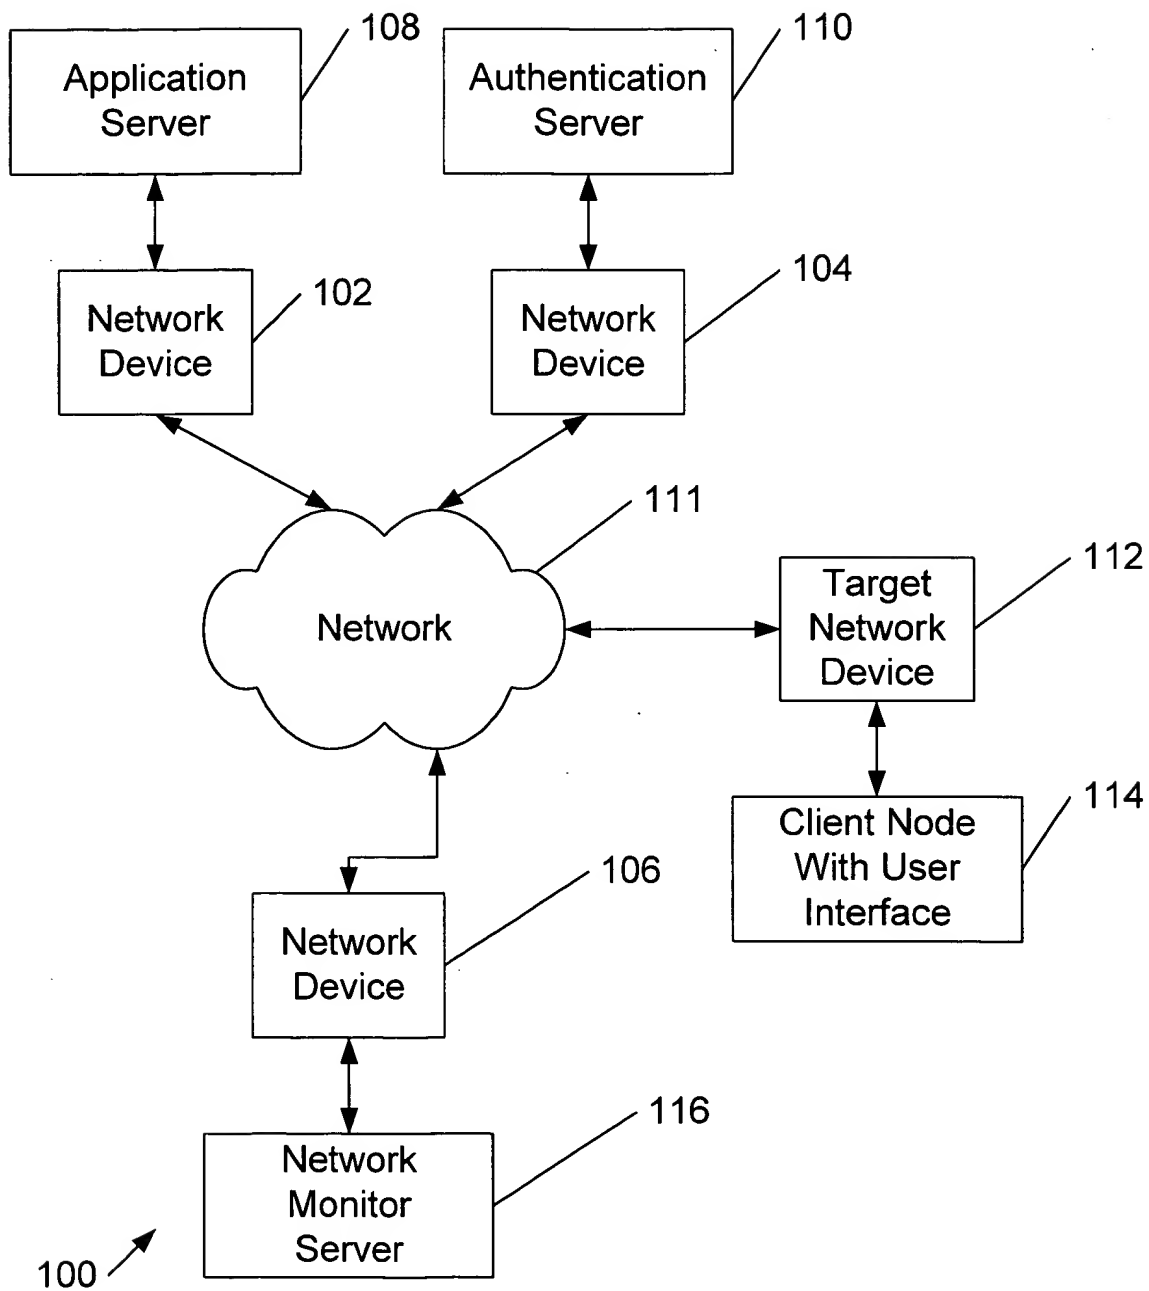 108
Application
Server
110
Authentication
Server
102
Network
Device
104
Network
Device
111
Network
112
Target
Network
Device
114
Client Node
With User
Interface
106
Network
Device
116
Network
Monitor
Server
100